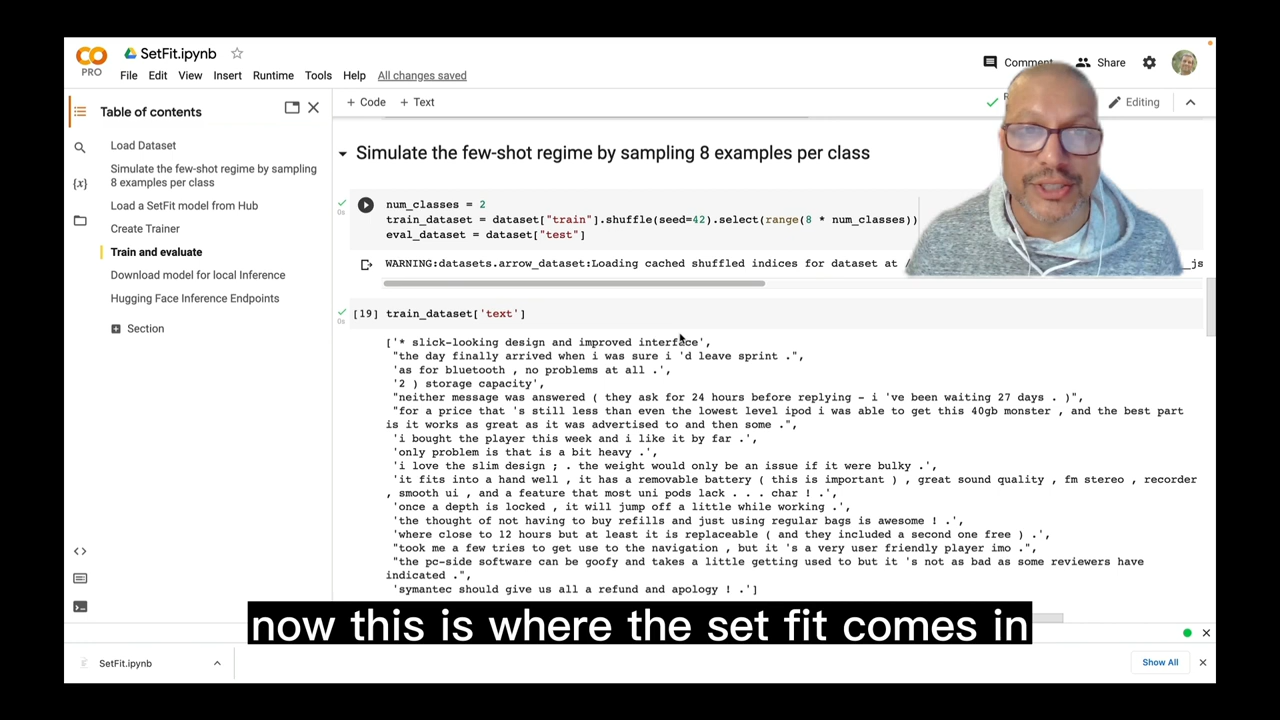 SetFit.ipynb
PRO
File Edit View Insert Runtime Tools Help All changes saved
Comment Share
Table of contents
Load Dataset
Simulate the few-shot regime by sampling
8 examples per class
Load a SetFit model from Hub
Create Trainer
Train and evaluate
Download model for local Inference
Hugging Face Inference Endpoints
Section
+ Code + Text
Editing
Simulate the few-shot regime by sampling 8 examples per class
num_classes = 2
train_dataset = dataset["train"].shuffle(seed=42).select(range(8 * num_classes))
eval_dataset = dataset["test"]
0s
WARNING:datasets.arrow_dataset:Loading cached shuffled indices for dataset at /
_js
[19] train_dataset['text']
0s
['* slick-looking design and improved interface',
"the day finally arrived when i was sure i 'd leave sprint .",
'as for bluetooth , no problems at all .',
'2 ) storage capacity',
"neither message was answered ( they ask for 24 hours before replying - i 've been waiting 27 days . )",
"for a price that 's still less than even the lowest level ipod i was able to get this 40gb monster , and the best part
is it works as great as it was advertised to and then some .",
'i bought the player this week and i like it by far .',
'only problem is that is a bit heavy .',
'i love the slim design ; . the weight would only be an issue if it were bulky .',
'it fits into a hand well , it has a removable battery ( this is important ) , great sound quality , fm stereo , recorder
, smooth ui , and a feature that most uni pods lack . . . char ! .',
'once a depth is locked , it will jump off a little while working .',
'the thought of not having to buy refills and just using regular bags is awesome ! .',
'where close to 12 hours but at least it is replaceable ( and they included a second one free ) .',
"took me a few tries to get use to the navigation , but it 's a very user friendly player imo .",
"the pc-side software can be goofy and takes a little getting used to but it 's not as bad as some reviewers have
indicated .",
'symantec should give us all a refund and apology ! .']
now this is where the set fit comes in
SetFit.ipynb
Show All